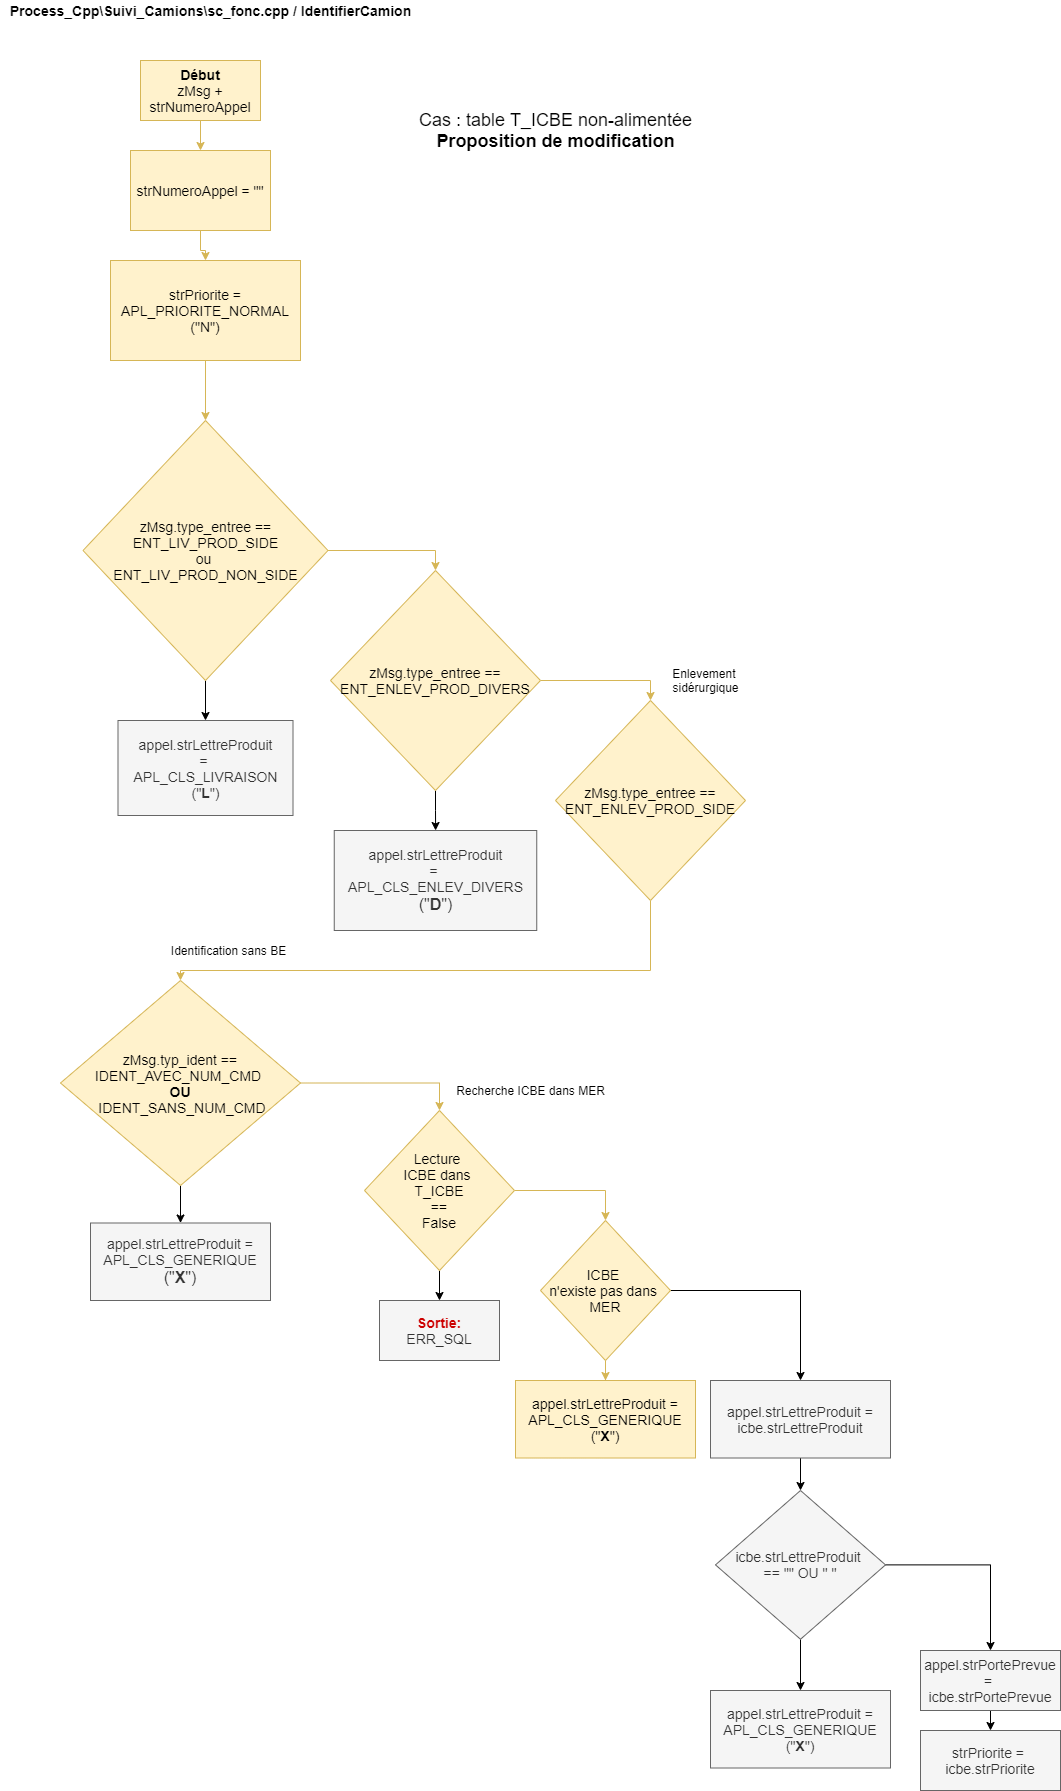 Process_Cpp\Suivi_Camions\sc_fonc.cpp / IdentifierCamion
Début
zMsg +
strNumeroAppel
Cas : table T_ICBE non-alimentée
Proposition de modification
strNumeroAppel = ""
strPriorite =
APL_PRIORITE_NORMAL
("N")
zMsg.type_entree ==
ENT_LIV_PROD_SIDE
ou
ENT_LIV_PROD_NON_SIDE
zMsg.type_entree ==
ENT_ENLEV_PROD_DIVERS
Enlevement
sidérurgique
appel.strLettreProduit
=
APL_CLS_LIVRAISON
("L")
zMsg.type_entree ==
ENT_ENLEV_PROD_SIDE
appel.strLettreProduit
=
APL_CLS_ENLEV_DIVERS
("D")
Identification sans BE
zMsg.typ_ident ==
IDENT_AVEC_NUM_CMD
OU
IDENT_SANS_NUM_CMD
Recherche ICBE dans MER
Lecture
ICBE dans
T_ICBE
==
False
appel.strLettreProduit =
APL_CLS_GENERIQUE
("X")
ICBE
n'existe pas dans
MER
Sortie:
ERR_SQL
appel.strLettreProduit =
APL_CLS_GENERIQUE
("X")
appel.strLettreProduit =
icbe.strLettreProduit
icbe.strLettreProduit
== "" OU " "
appel.strPortePrevue
=
icbe.strPortePrevue
appel.strLettreProduit =
APL_CLS_GENERIQUE
("X")
strPriorite =
icbe.strPriorite